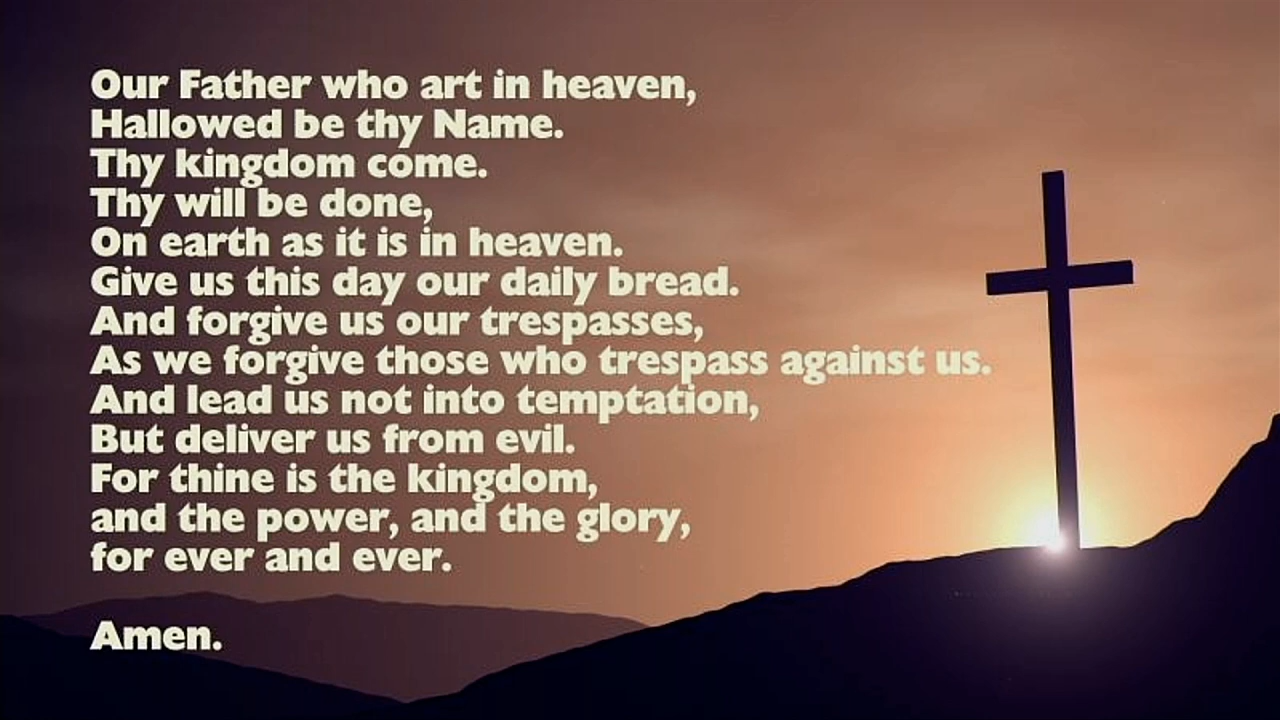 Our Father who art in heaven,
Hallowed be thy Name.
Thy kingdom come.
Thy will be done,
On earth as it is in heaven.
Give us this day our daily bread.
And forgive us our trespasses,
As we forgive those who trespass against us.
And lead us not into temptation,
But deliver us from evil.
For thine is the kingdom,
and the power, and the glory,
for ever and ever.
Amen.